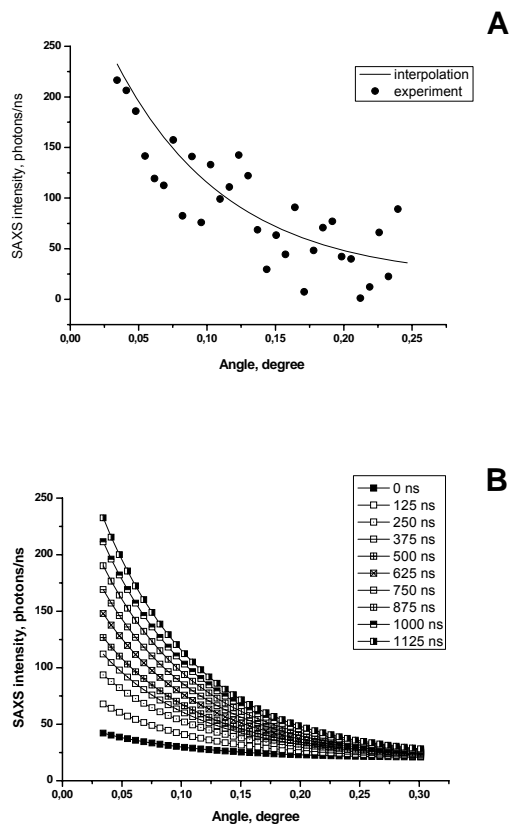 A
SAXS intensity, photons/ns
250
200
150
100
50
0
interpolation
experiment
0,00 0,05 0,10 0,15 0,20 0,25
Angle, degree
B
SAXS intensity, photons/ns
250
200
150
100
50
0
0 ns
125 ns
250 ns
375 ns
500 ns
625 ns
750 ns
875 ns
1000 ns
1125 ns
0,00 0,05 0,10 0,15 0,20 0,25 0,30
Angle, degree